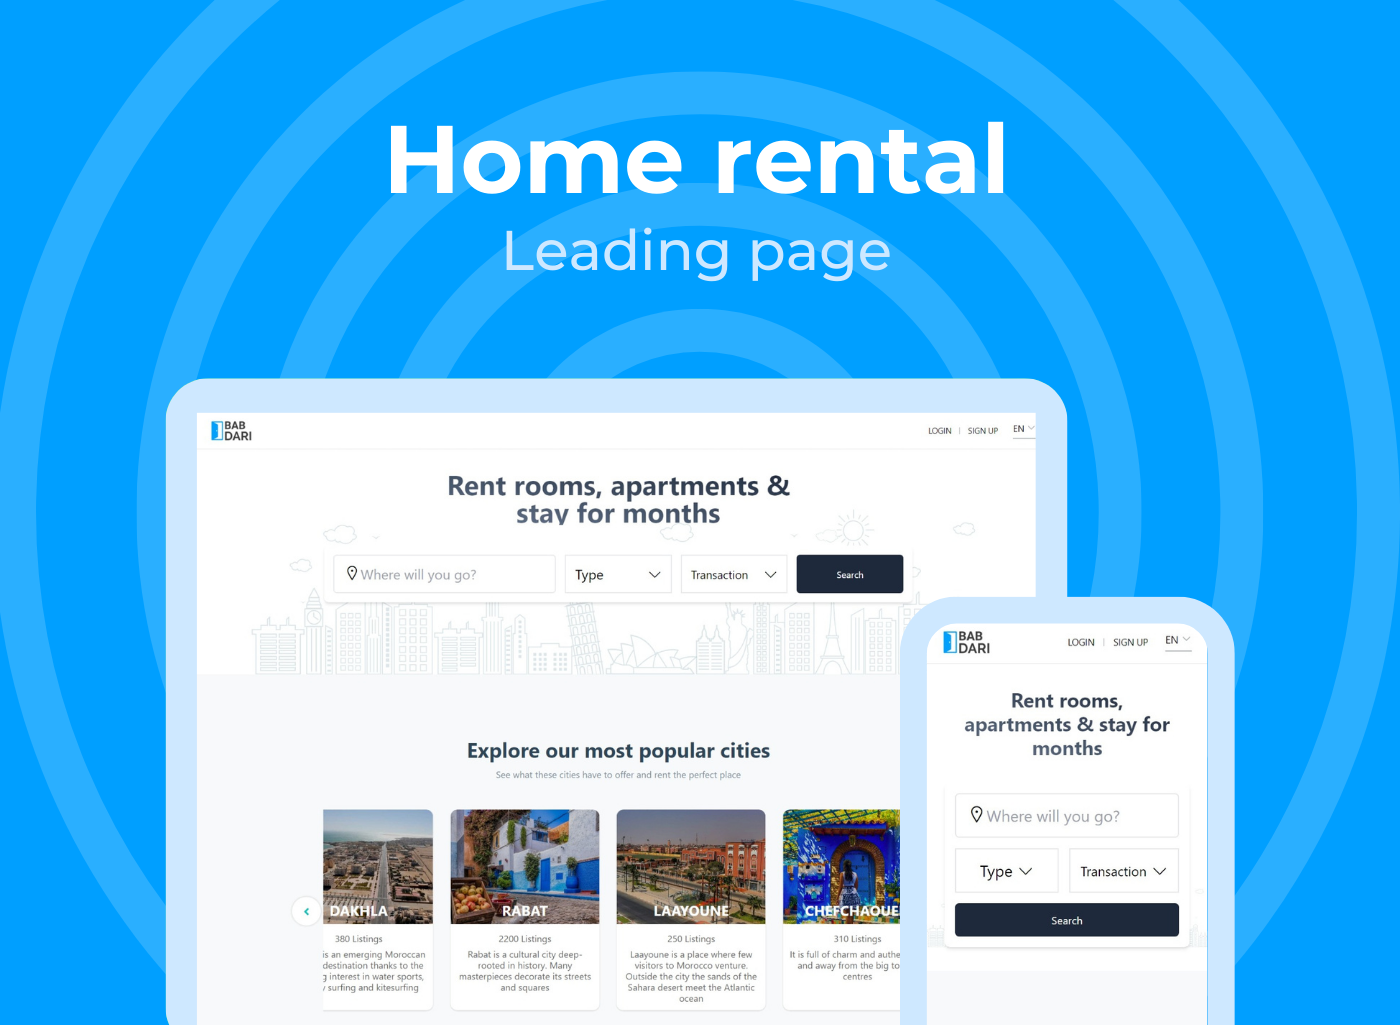 Home rental
Leading page
BAB
DARI
LOGIN | SIGN UP EN
Rent rooms, apartments &
stay for months
Where will you go?
Type
Transaction
Search
Explore our most popular cities
See what these cities have to offer and rent the perfect place
DAKHLA
380 Listings
is an emerging Moroccan
destination thanks to the
g interest in water sports,
y surfing and kitesurfing
RABAT
2200 Listings
Rabat is a cultural city deep-
rooted in history. Many
masterpieces decorate its streets
and squares
LAAYOUNE
250 Listings
Laayoune is a place where few
visitors to Morocco venture.
Outside the city the sands of the
Sahara desert meet the Atlantic
ocean
CHEFCHAOUE
310 Listings
It is full of charm and authe
and away from the big to
centres
BAB
DARI
LOGIN | SIGN UP EN
Rent rooms,
apartments & stay for
months
Where will you go?
Type
Transaction
Search